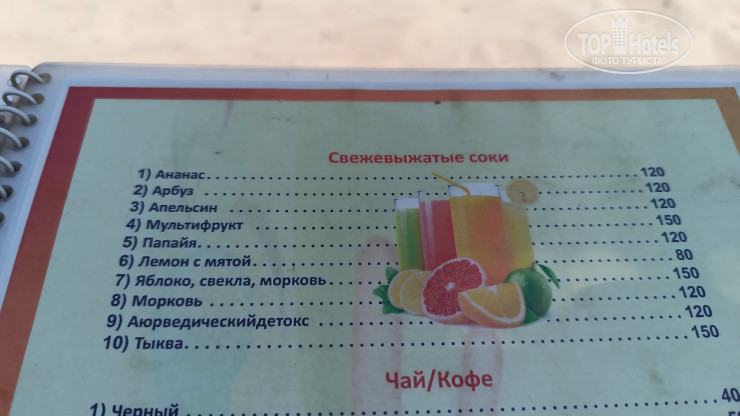 TOP Hotels
ФОТО ТУРИСТА
Свежевыжатые соки
1) Ананас........120
2) Арбуз........120
3) Апельсин........120
4) Мультифрукт........150
5) Папайя........120
6) Лемон с мятой........80
7) Яблоко, свекла, морковь........150
8) Морковь........120
9) Аюрведическийдетокс........120
10) Тыква........150
Чай/Кофе
1) Черный........40